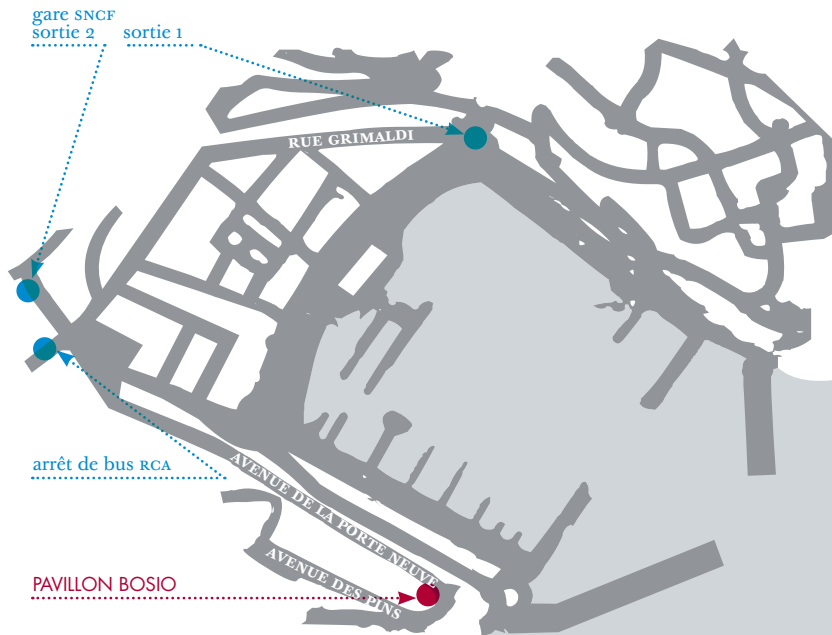 gare SNCF
sortie 2 sortie 1
RUE GRIMALDI
arrêt de bus RCA
AVENUE DE LA PORTE NEUVE
AVENUE DES PINS
PAVILLON BOSIO